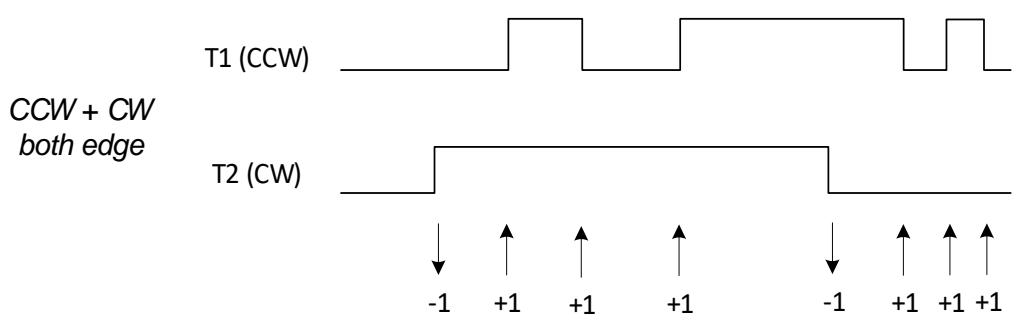 T1 (CCW)
CCW + CW
both edge
T2 (CW)
-1 +1 +1 +1 -1 +1 +1 +1